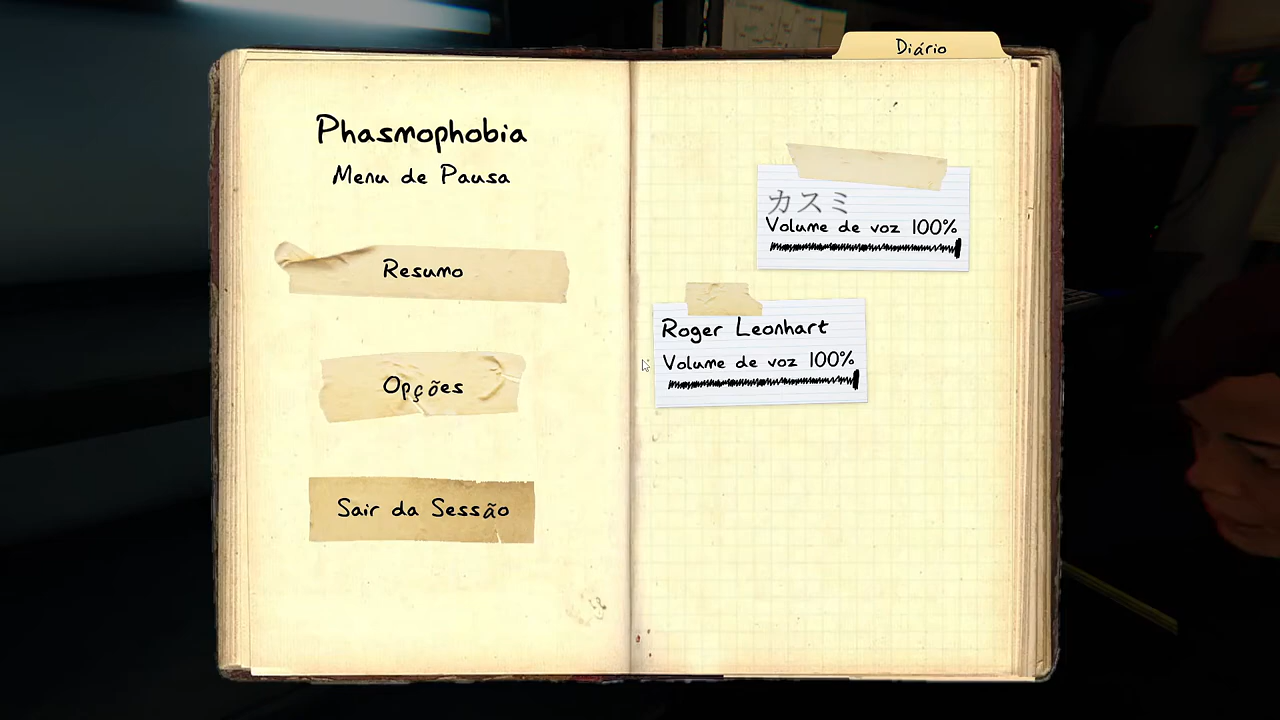 Diário
Phasmophobia
Menu de Pausa
Resumo
Opções
Sair da Sessão
カスミ
Volume de voz 100%
Roger Leonhart
Volume de voz 100%